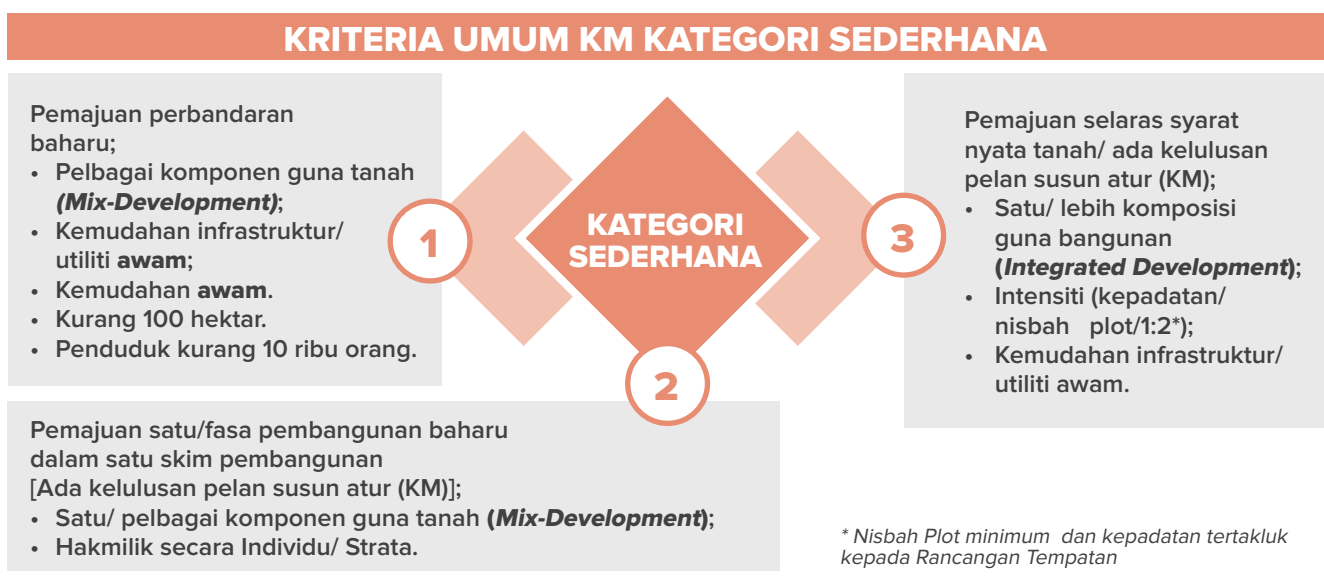 KRITERIA UMUM KM KATEGORI SEDERHANA
Pemajuan perbandaran
baharu;
• Pelbagai komponen guna tanah
(Mix-Development);
• Kemudahan infrastruktur/
utiliti awam;
• Kemudahan awam.
• Kurang 100 hektar.
• Penduduk kurang 10 ribu orang.
1
KATEGORI
SEDERHANA
2
Pemajuan satu/fasa pembangunan baharu
dalam satu skim pembangunan
[Ada kelulusan pelan susun atur (KM)];
• Satu/ pelbagai komponen guna tanah (Mix-Development);
• Hakmilik secara Individu/ Strata.
3
Pemajuan selaras syarat
nyata tanah/ ada kelulusan
pelan susun atur (KM);
• Satu/ lebih komposisi
guna bangunan
(Integrated Development);
• Intensiti (kepadatan/
nisbah plot/1:2*);
• Kemudahan infrastruktur/
utiliti awam.
* Nisbah Plot minimum dan kepadatan tertakluk
kepada Rancangan Tempatan